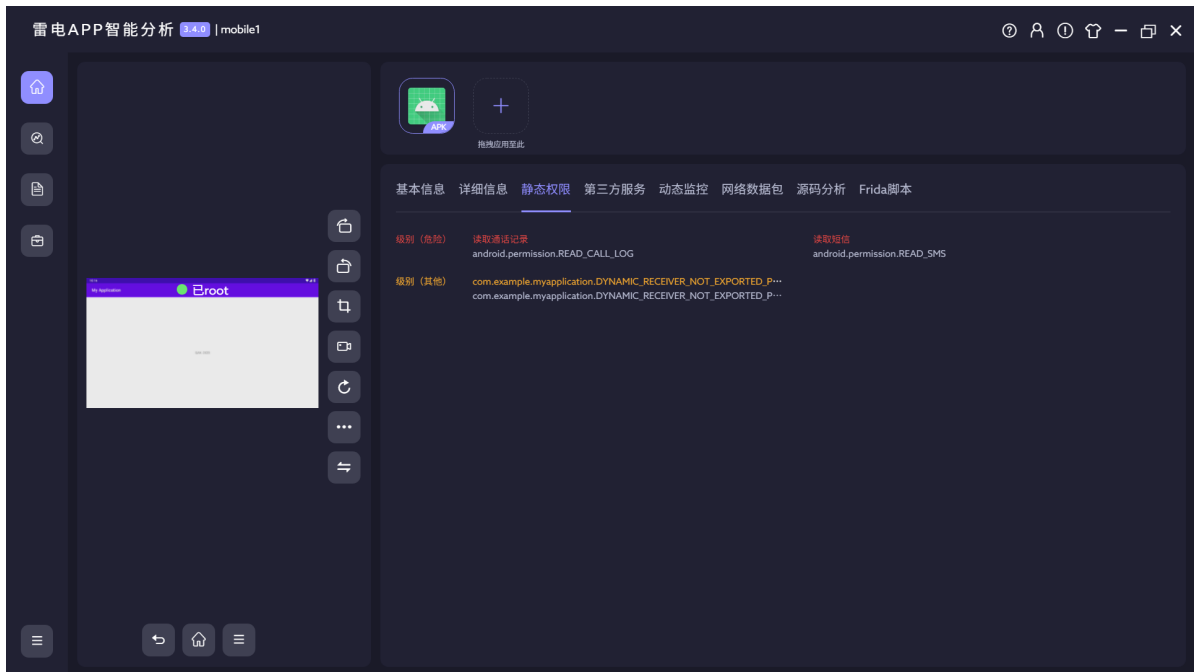 雷电APP智能分析 3.4.0 | mobile1
APK
拖拽应用至此
基本信息 详细信息 静态权限 第三方服务 动态监控 网络数据包 源码分析 Frida脚本
级别（危险） 读取通话记录 读取短信
android.permission.READ_CALL_LOG android.permission.READ_SMS
级别（其他） com.example.myapplication.DYNAMIC_RECEIVER_NOT_EXPORTED_P···
com.example.myapplication.DYNAMIC_RECEIVER_NOT_EXPORTED_P···
My Application 已root